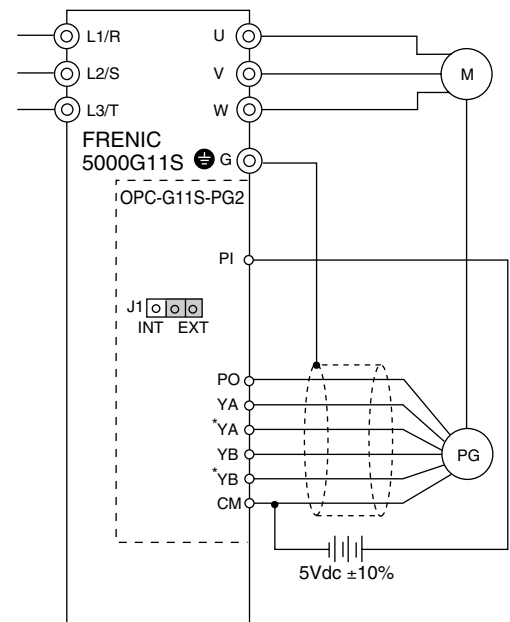 L1/R
U
L2/S
V
M
L3/T
W
FRENIC
5000G11S
G
OPC-G11S-PG2
PI
J1
INT EXT
PO
YA
*YA
YB
PG
*YB
CM
5Vdc ±10%